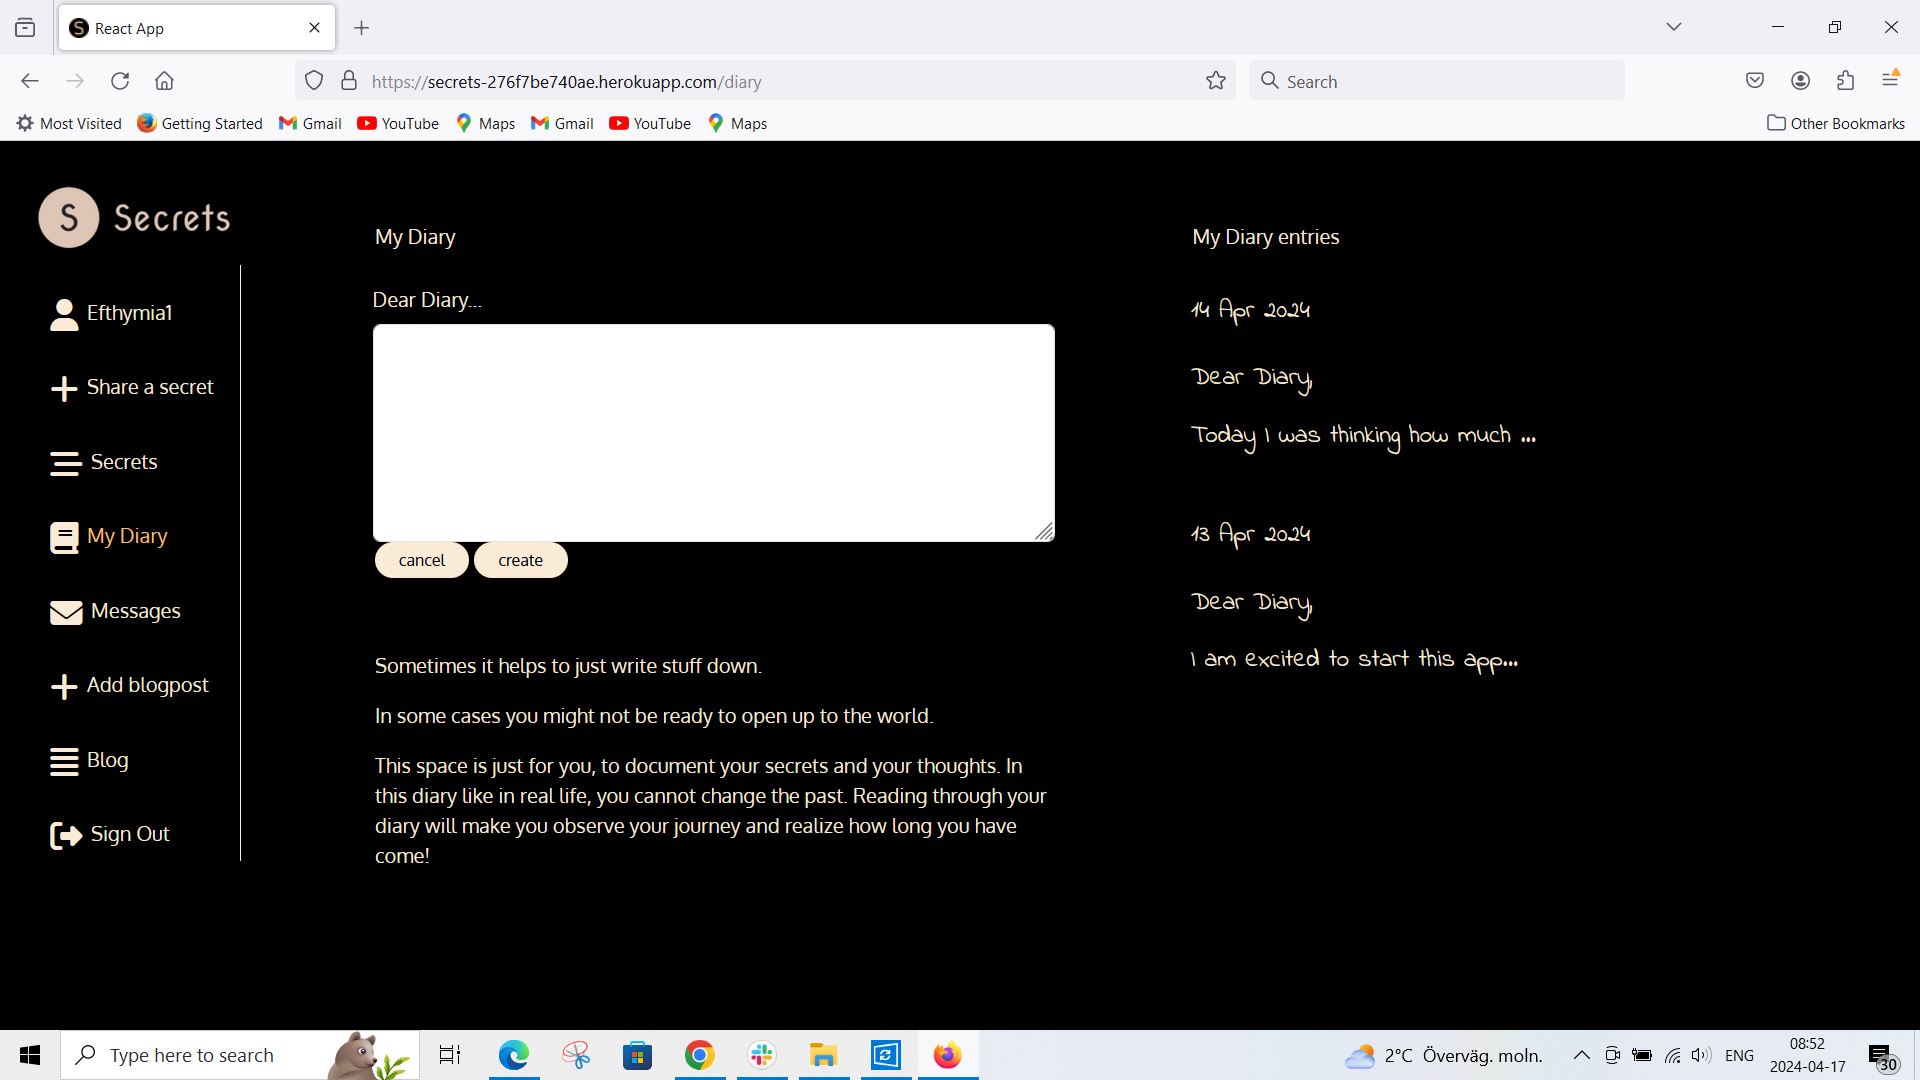 React App
https://secrets-276f7be740ae.herokuapp.com/diary
Search
Most Visited
Getting Started
Gmail
YouTube
Maps
Gmail
YouTube
Maps
Other Bookmarks
S Secrets
Efthymia1
Share a secret
Secrets
My Diary
Messages
Add blogpost
Blog
Sign Out
My Diary
Dear Diary...
cancel
create
Sometimes it helps to just write stuff down.
In some cases you might not be ready to open up to the world.
This space is just for you, to document your secrets and your thoughts. In
this diary like in real life, you cannot change the past. Reading through your
diary will make you observe your journey and realize how long you have
come!
My Diary entries
14 Apr 2024
Dear Diary,
Today I was thinking how much ...
13 Apr 2024
Dear Diary,
I am excited to start this app...
Type here to search
2°C Överväg. moln.
ENG
08:52
2024-04-17
30